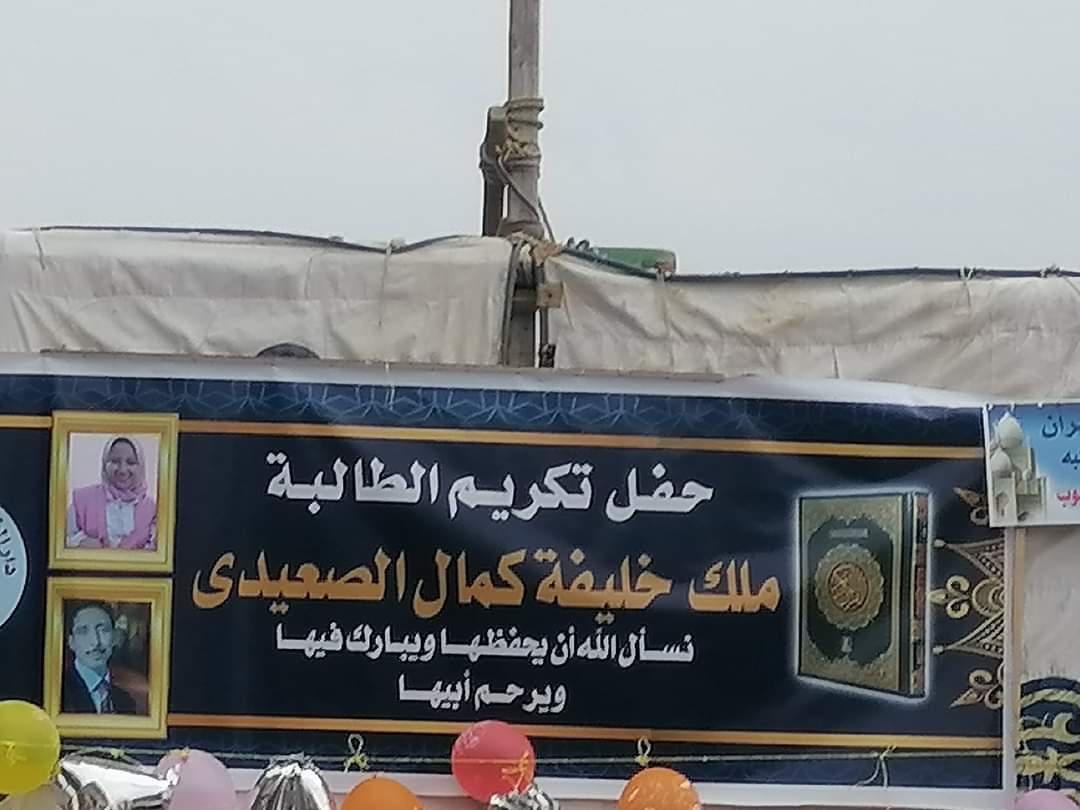 حفل تكريم الطالبة
ملك خليفة كمال الصعيدى
نسأل الله أن يحفظها ويبارك فيها
ويرحم أبيها